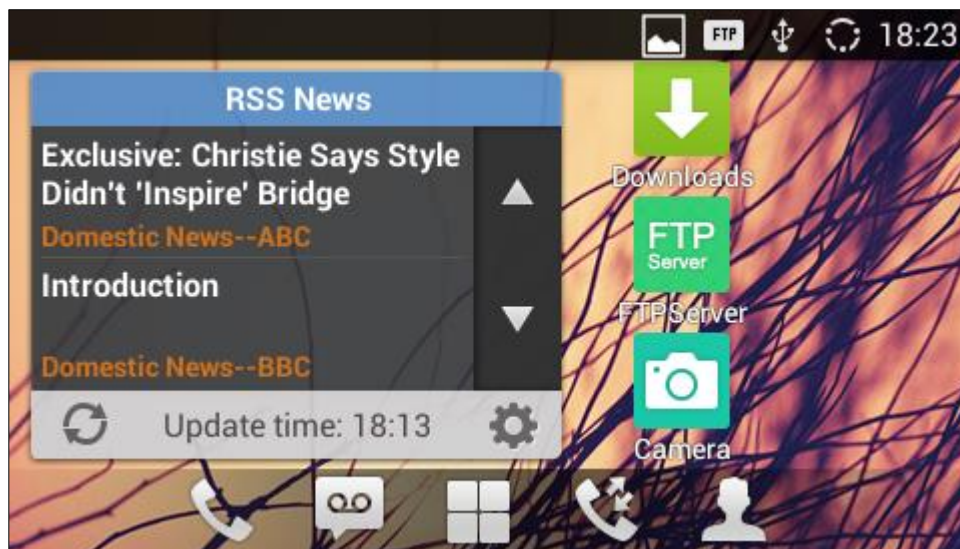 FTP 18:23
RSS News
Exclusive: Christie Says Style
Didn't 'Inspire' Bridge
Domestic News--ABC
Introduction
Domestic News--BBC
Update time: 18:13
Downloads
FTP
Server
FTPServer
Camera